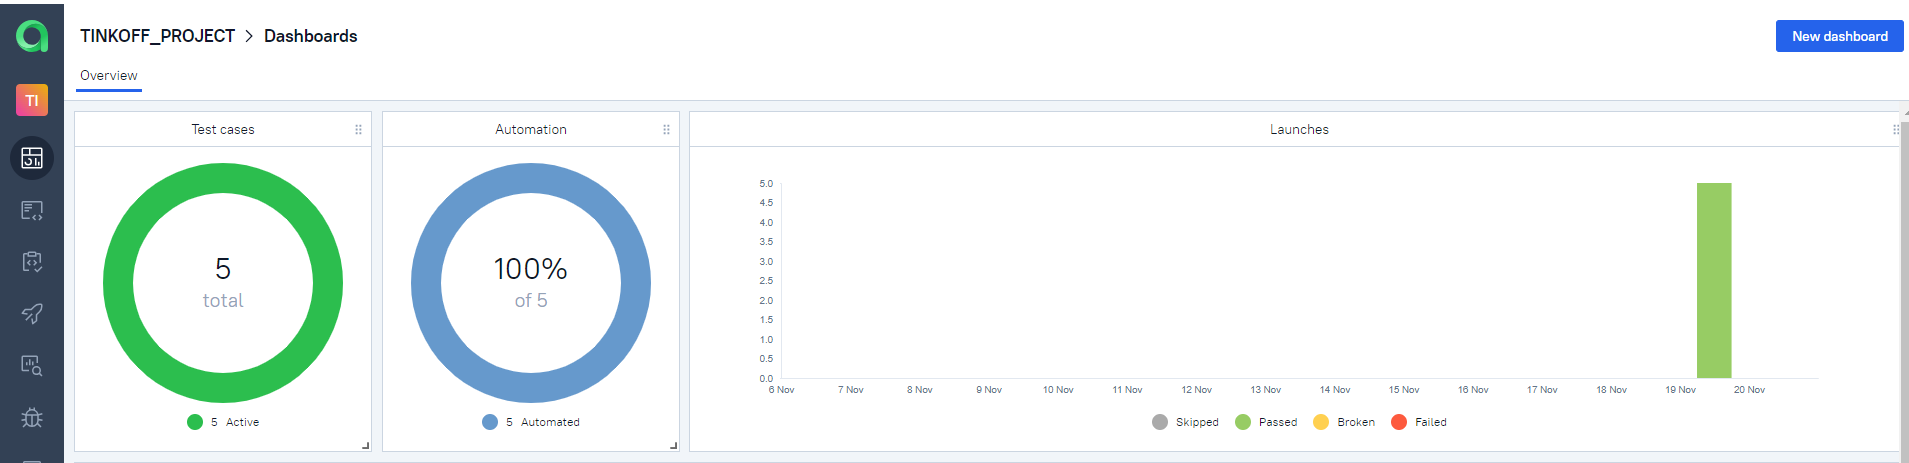 TINKOFF_PROJECT > Dashboards
New dashboard
Overview
TI
Test cases
5
total
5 Active
Automation
100%
of 5
5 Automated
Launches
5.0
4.5
4.0
3.5
3.0
2.5
2.0
1.5
1.0
0.5
0.0
6 Nov 7 Nov 8 Nov 9 Nov 10 Nov 11 Nov 12 Nov 13 Nov 14 Nov 15 Nov 16 Nov 17 Nov 18 Nov 19 Nov 20 Nov
Skipped Passed Broken Failed